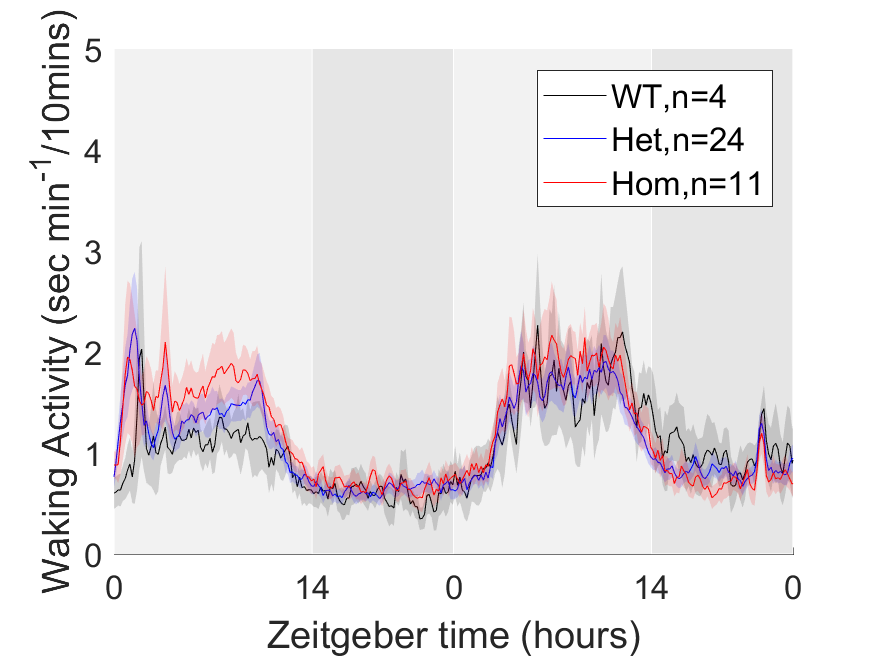 Waking Activity (sec min-1/10mins)
5
4
3
2
1
0
WT,n=4
Het,n=24
Hom,n=11
0 14 0 14 0
Zeitgeber time (hours)